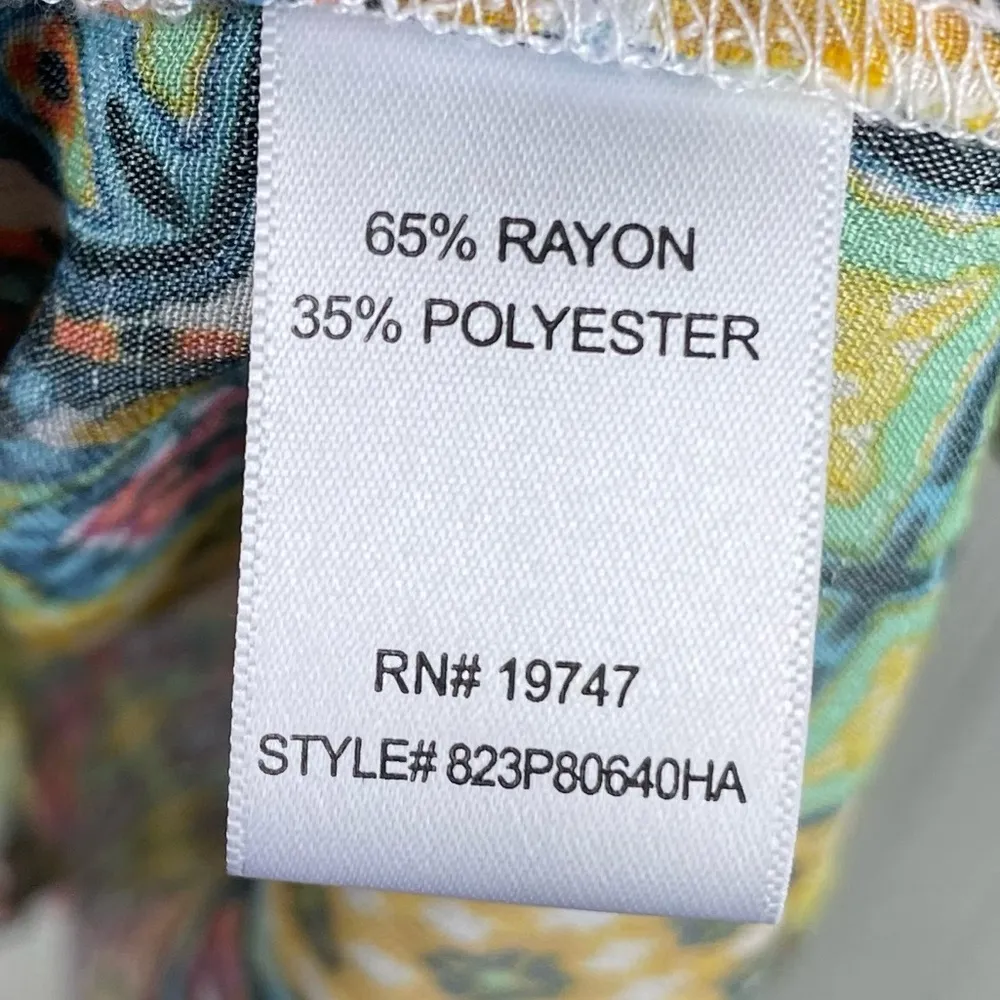 65% RAYON
35% POLYESTER
RN# 19747
STYLE# 823P80640HA